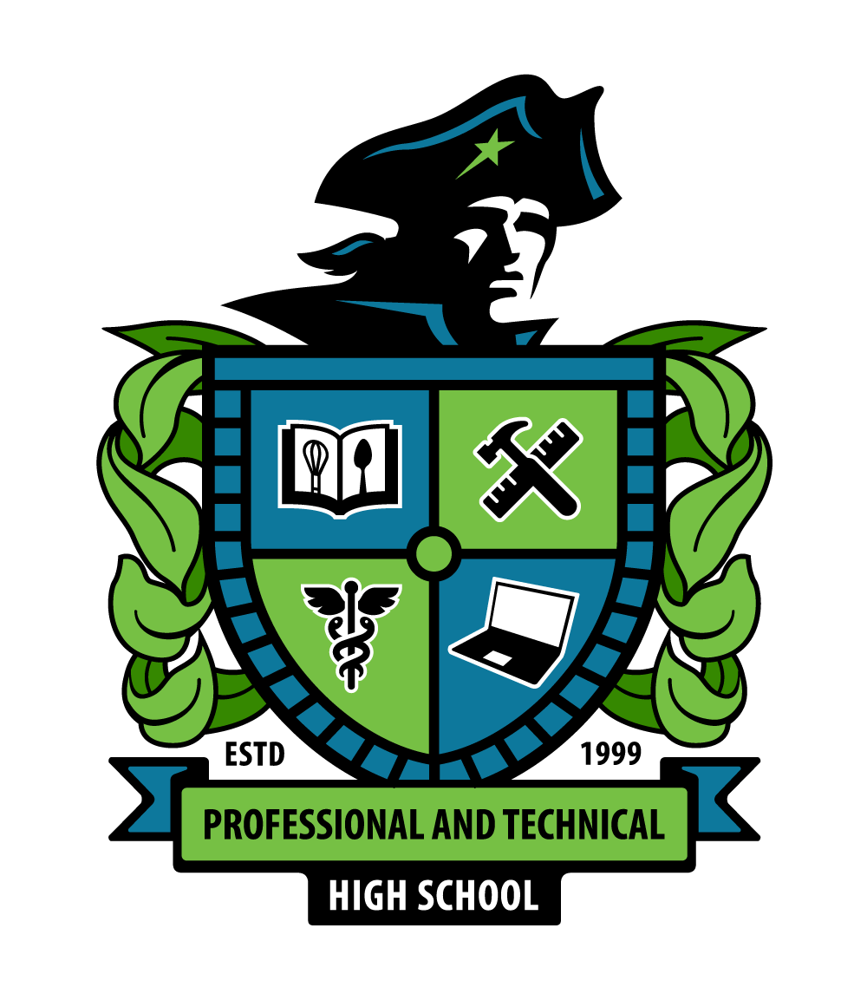 ESTD
1999
PROFESSIONAL AND TECHNICAL
HIGH SCHOOL